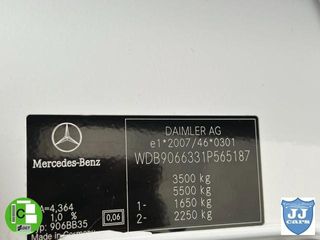 DAIMLER AG
e1*2007/46*0301
WDB9066331P565187
3500 kg
5500 kg
1- 1650 kg
2- 2250 kg
Mercedes-Benz
A=4,364
1,0 %
0,06
906BB35
JJ
CARS
C